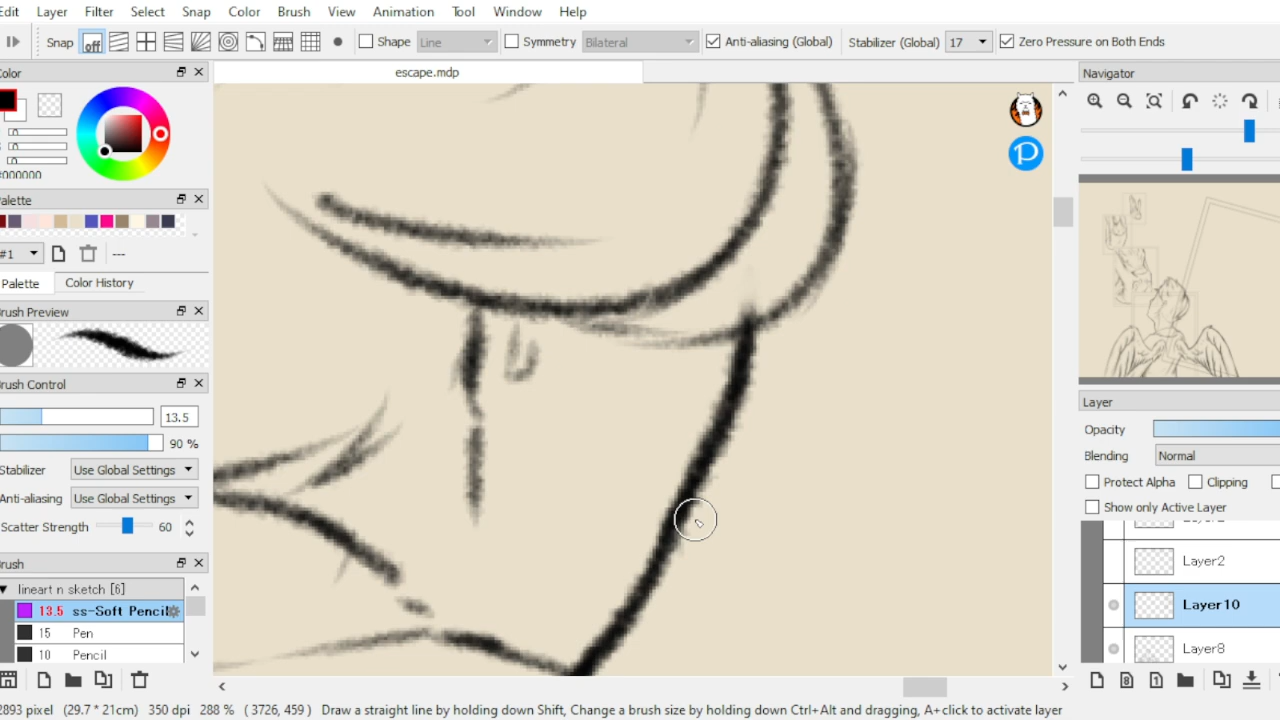 Edit Layer Filter Select Snap Color Brush View Animation Tool Window Help
Snap off Shape Line Symmetry Bilateral Anti-aliasing (Global) Stabilizer (Global) 17 Zero Pressure on Both Ends
Color
escape.mdp
Navigator
#000000
Palette
#1 ---
Palette Color History
Brush Preview
Brush Control
13.5
90 %
Stabilizer Use Global Settings
Anti-aliasing Use Global Settings
Scatter Strength 60
Brush
lineart n sketch [6]
13.5 ss-Soft Pencil
15 Pen
10 Pencil
Layer
Opacity
Blending Normal
Protect Alpha Clipping
Show only Active Layer
Layer2
Layer10
Layer8
2893 pixel (29.7 * 21cm) 350 dpi 288 % ( 3726, 459 ) Draw a straight line by holding down Shift, Change a brush size by holding down Ctrl+Alt and dragging, A+click to activate layer